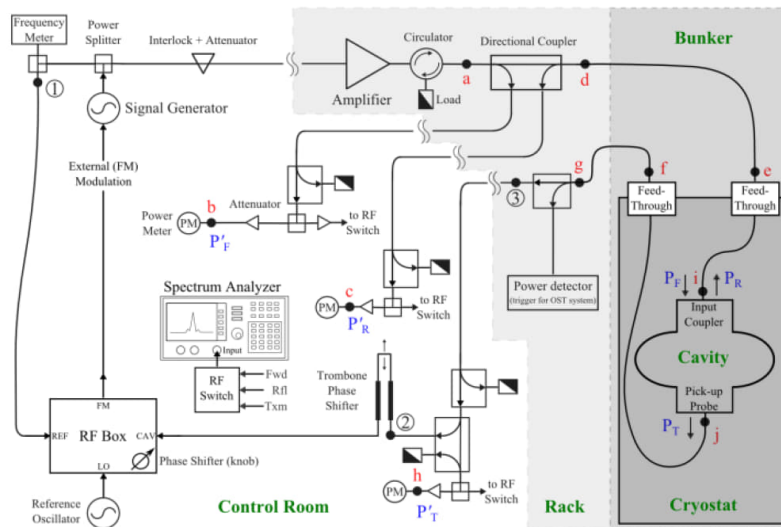 Frequency
Meter
Power
Splitter
Interlock + Attenuator
Circulator
Directional Coupler
Bunker
①
a
d
Signal Generator
Amplifier
Load
External (FM)
Modulation
g
f
e
③
Feed-
Through
Feed-
Through
b
Attenuator
Power
Meter
PM
to RF
Switch
P'F
Power detector
(trigger for OST system)
PF
i
PR
Spectrum Analyzer
c
PM
to RF
Switch
P'R
Input
Coupler
Cavity
Input
RF
Switch
Fwd
Rfl
Txm
Trombone
Phase
Shifter
Pick-up
Probe
PT
j
FM
REF
RF Box
CAV
②
Phase Shifter (knob)
LO
h
PM
to RF
Switch
P'T
Reference
Oscillator
Control Room
Rack
Cryostat